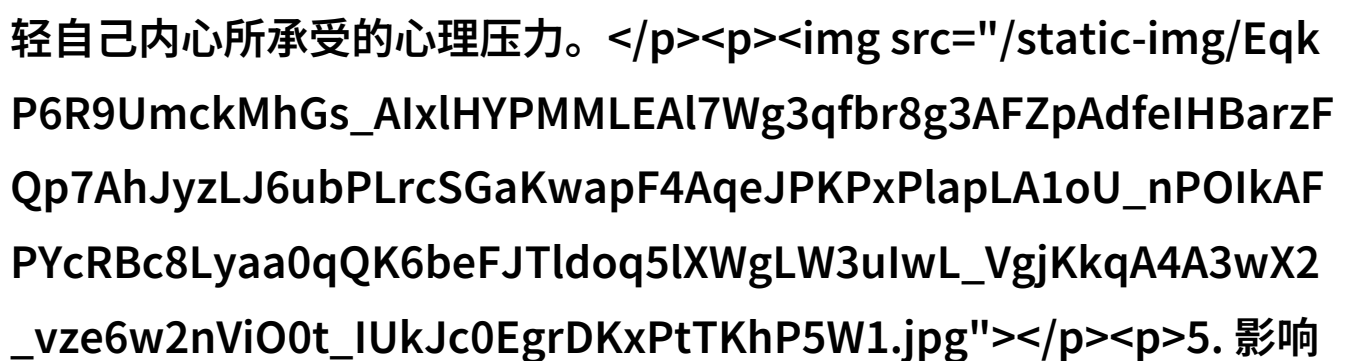 轻自己内心所承受的心理压力。</p><p><img src="/static-img/Eqk
P6R9UmckMhGs_AIxlHYPMMLEAl7Wg3qfbr8g3AFZpAdfeIHBarzF
Qp7AhJyzLJ6ubPLrcSGaKwapF4AqeJPKPxPlapLA1oU_nPOIkAF
PYcRBc8Lyaa0qQK6beFJTldoq5lXWgLW3uIwL_VgjKkqA4A3wX2
_vze6w2nViO0t_IUkJc0EgrDKxPtTKhP5W1.jpg"></p><p>5. 影响